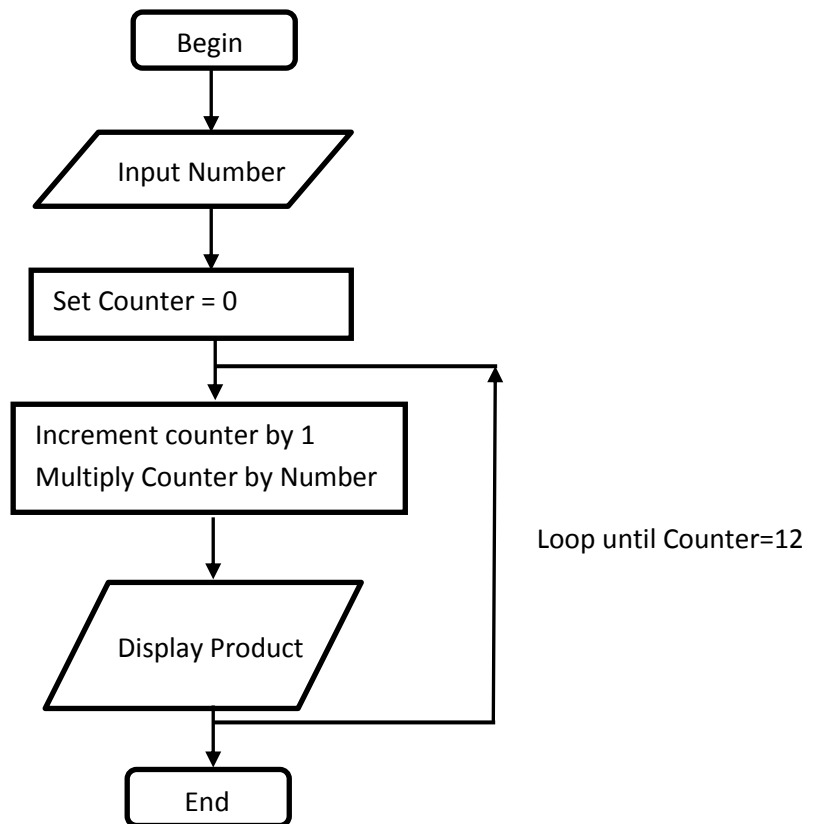 Begin
Input Number
Set Counter = 0
Increment counter by 1
Multiply Counter by Number
Loop until Counter=12
Display Product
End